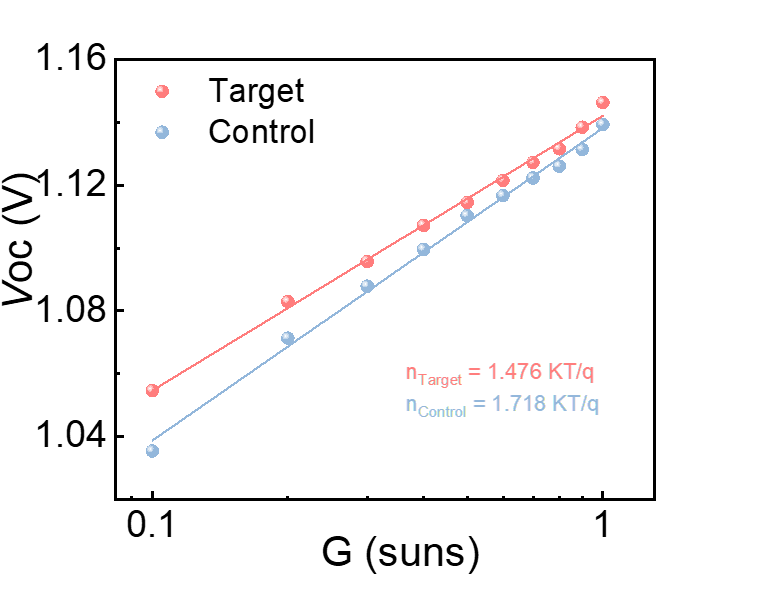 1.16
Target
Control
1.12
Voc (V)
1.08
nTarget = 1.476 KT/q
nControl = 1.718 KT/q
1.04
0.1
1
G (suns)